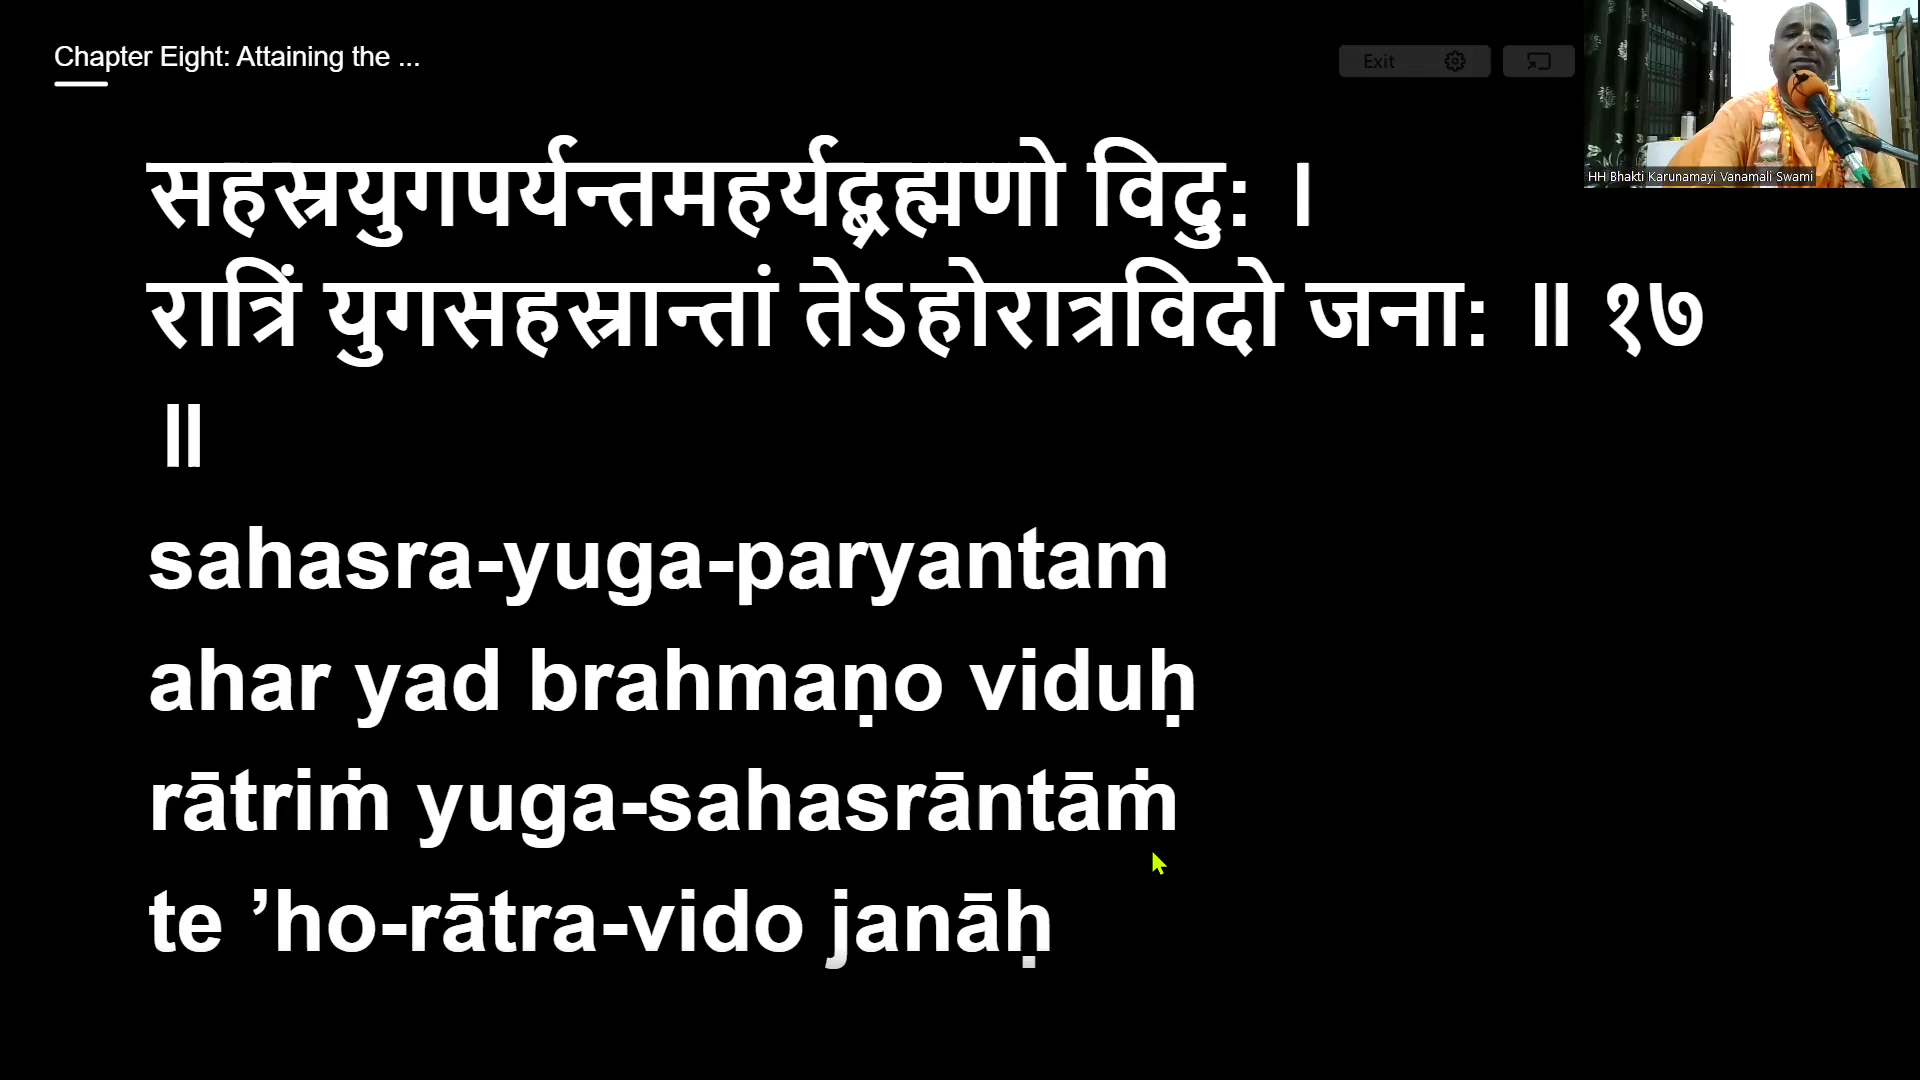 Chapter Eight: Attaining the ...
Exit
HH Bhakti Karunamayi Vanamali Swami
सहस्रयुगपर्यन्तमहर्यद्ब्रह्मणो विदु: ।
रात्रिं युगसहस्रान्तां तेऽहोरात्रविदो जना: ॥ १७
॥
sahasra-yuga-paryantam
ahar yad brahmaṇo viduḥ
rātriṁ yuga-sahasrāntāṁ
te ’ho-rātra-vido janāḥ